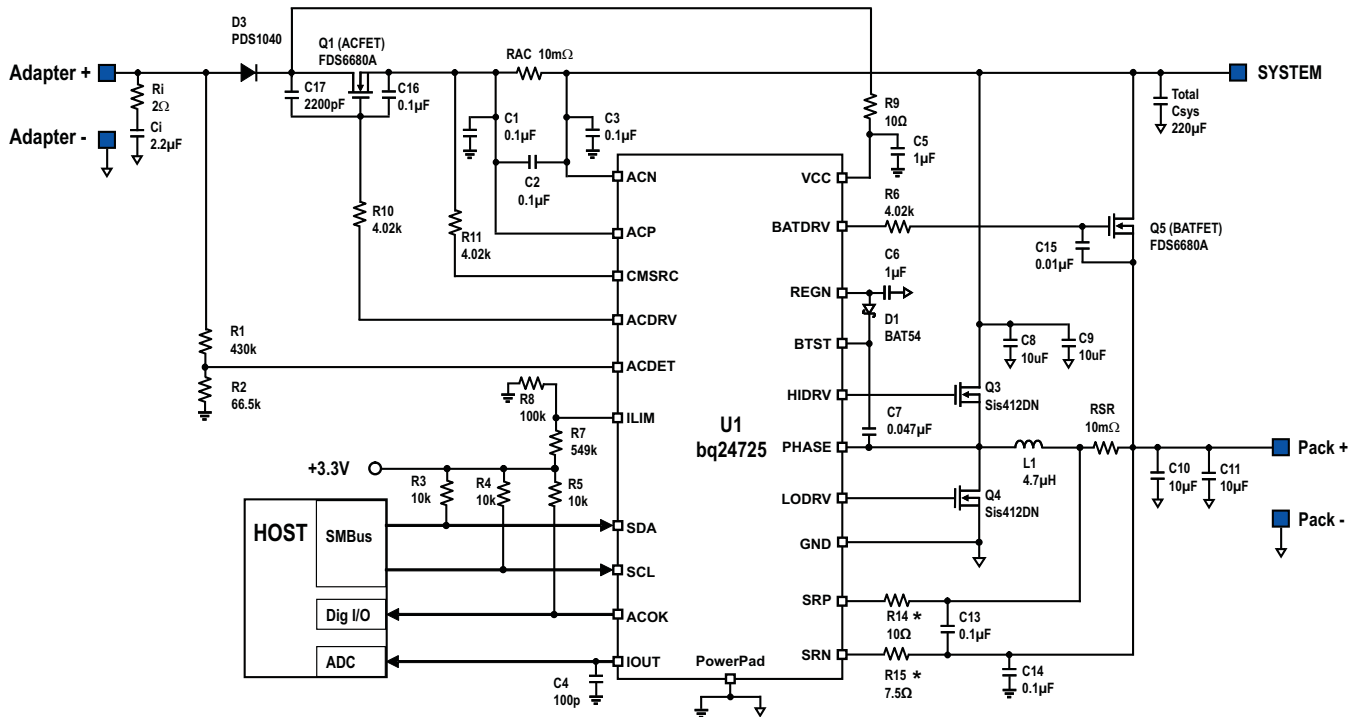 D3
PDS1040
Q1 (ACFET)
FDS6680A
RAC 10mΩ
Adapter +
SYSTEM
Ri
2Ω
Ci
2.2µF
C17
2200pF
C16
0.1µF
Adapter -
C1
0.1µF
C3
0.1µF
C2
0.1µF
R9
10Ω
C5
1µF
Total
Csys
220µF
ACN
VCC
R10
4.02k
R11
4.02k
ACP
BATDRV
R6
4.02k
Q5 (BATFET)
FDS6680A
C15
0.01µF
C6
1µF
CMSRC
REGN
D1
BAT54
ACDRV
R1
430k
BTST
C8
10uF
C9
10uF
ACDET
R2
66.5k
R8
100k
HIDRV
Q3
Sis412DN
ILIM
U1
bq24725
C7
0.047µF
RSR
10mΩ
R7
549k
PHASE
L1
4.7µH
Pack +
+3.3V
R3
10k
R4
10k
R5
10k
C10
10µF
C11
10µF
LODRV
Q4
Sis412DN
HOST
SMBus
SDA
GND
Pack -
SCL
Dig I/O
ACOK
SRP
R14 *
10Ω
C13
0.1µF
ADC
IOUT
PowerPad
SRN
R15 *
7.5Ω
C14
0.1µF
C4
100p